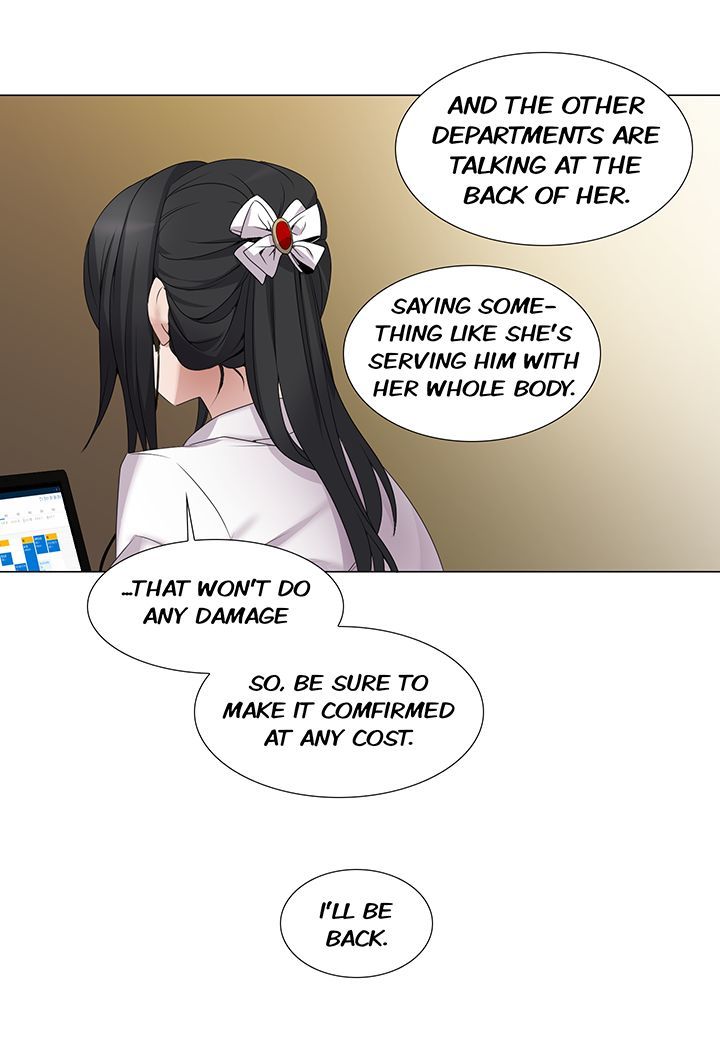 AND THE OTHER
DEPARTMENTS ARE
TALKING AT THE
BACK OF HER.
SAYING SOME-
THING LIKE SHE'S
SERVING HIM WITH
HER WHOLE BODY.
...THAT WON'T DO
ANY DAMAGE
SO, BE SURE TO
MAKE IT COMFIRMED
AT ANY COST.
I'LL BE
BACK.